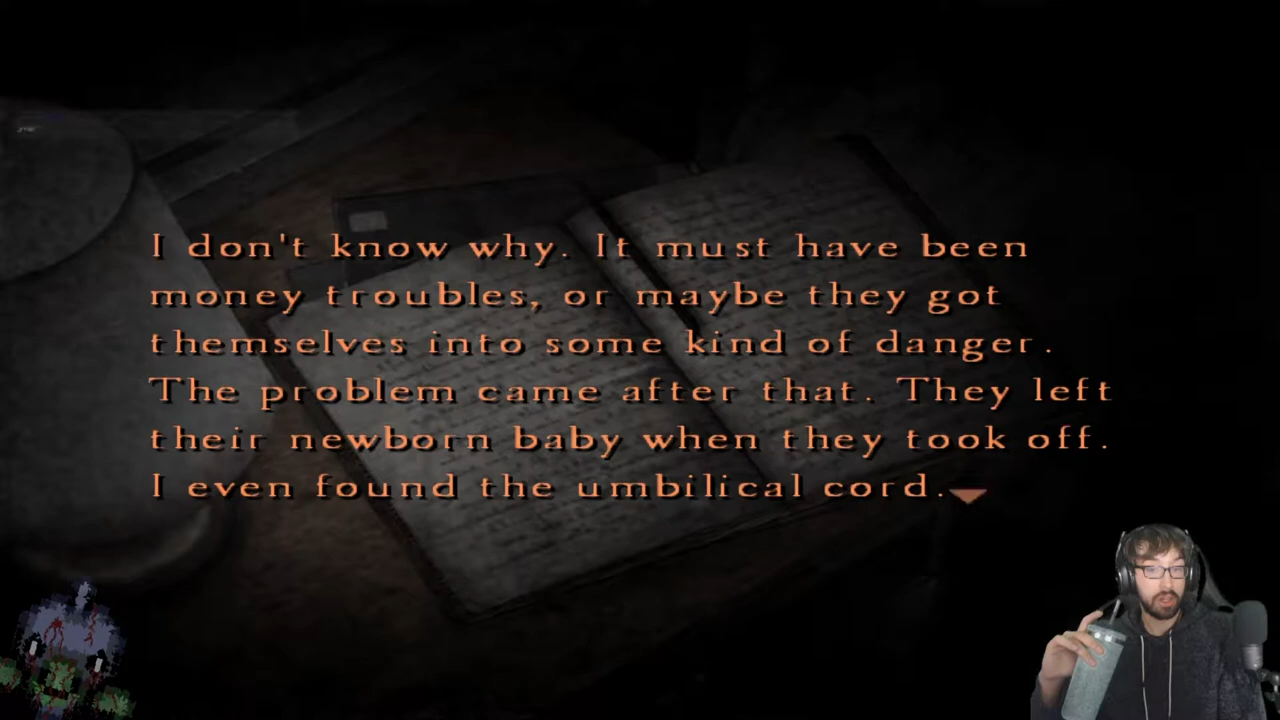 I don't know why. It must have been
money troubles, or maybe they got
themselves into some kind of danger.
The problem came after that. They left
their newborn baby when they took off.
I even found the umbilical cord.